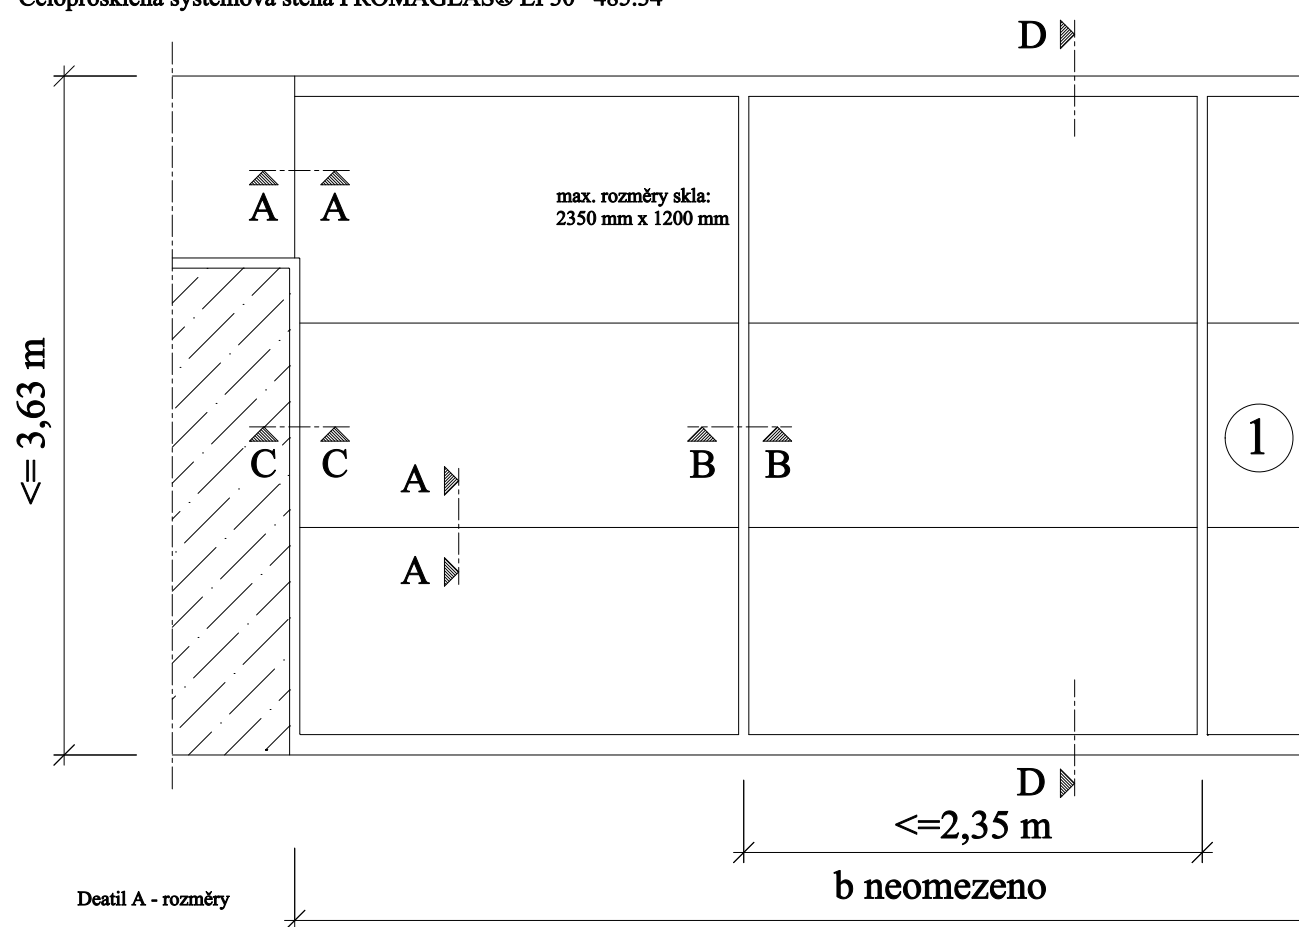 D
A A
max. rozměry skla:
2350 mm x 1200 mm
<= 3,63 m
C C
B B
1
A
A
D
<=2,35 m
b neomezeno
Deatil A - rozměry